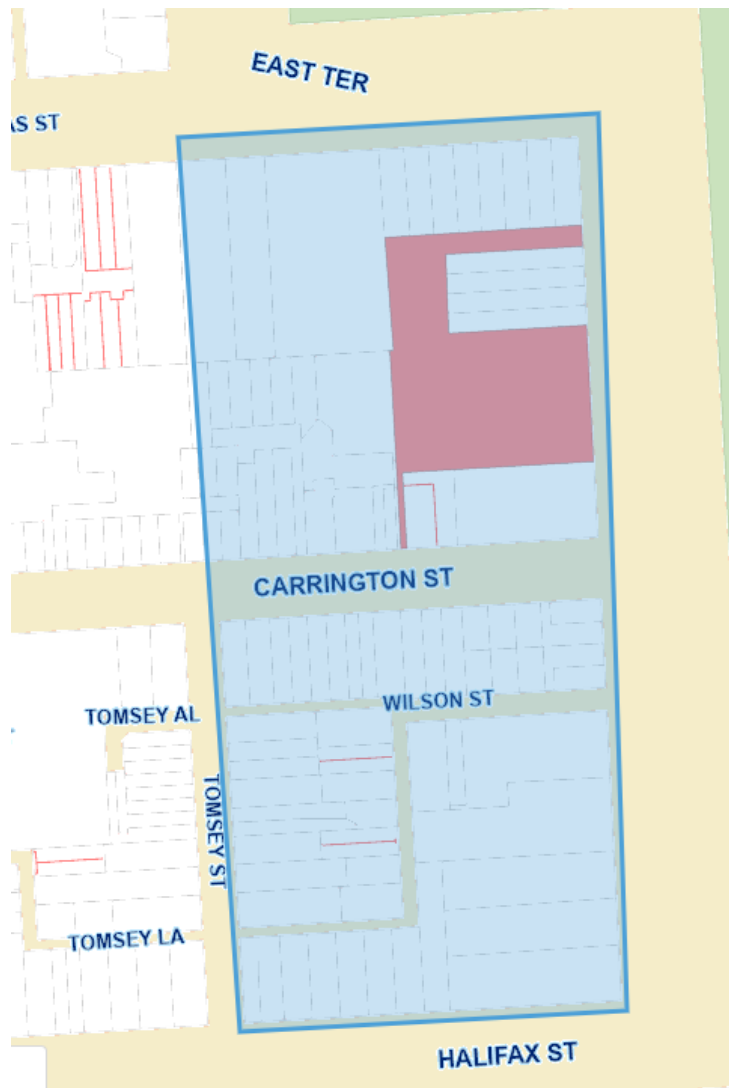 EAST TER
AS ST
CARRINGTON ST
WILSON ST
TOMSEY AL
TOMSEY ST
TOMSEY LA
HALIFAX ST